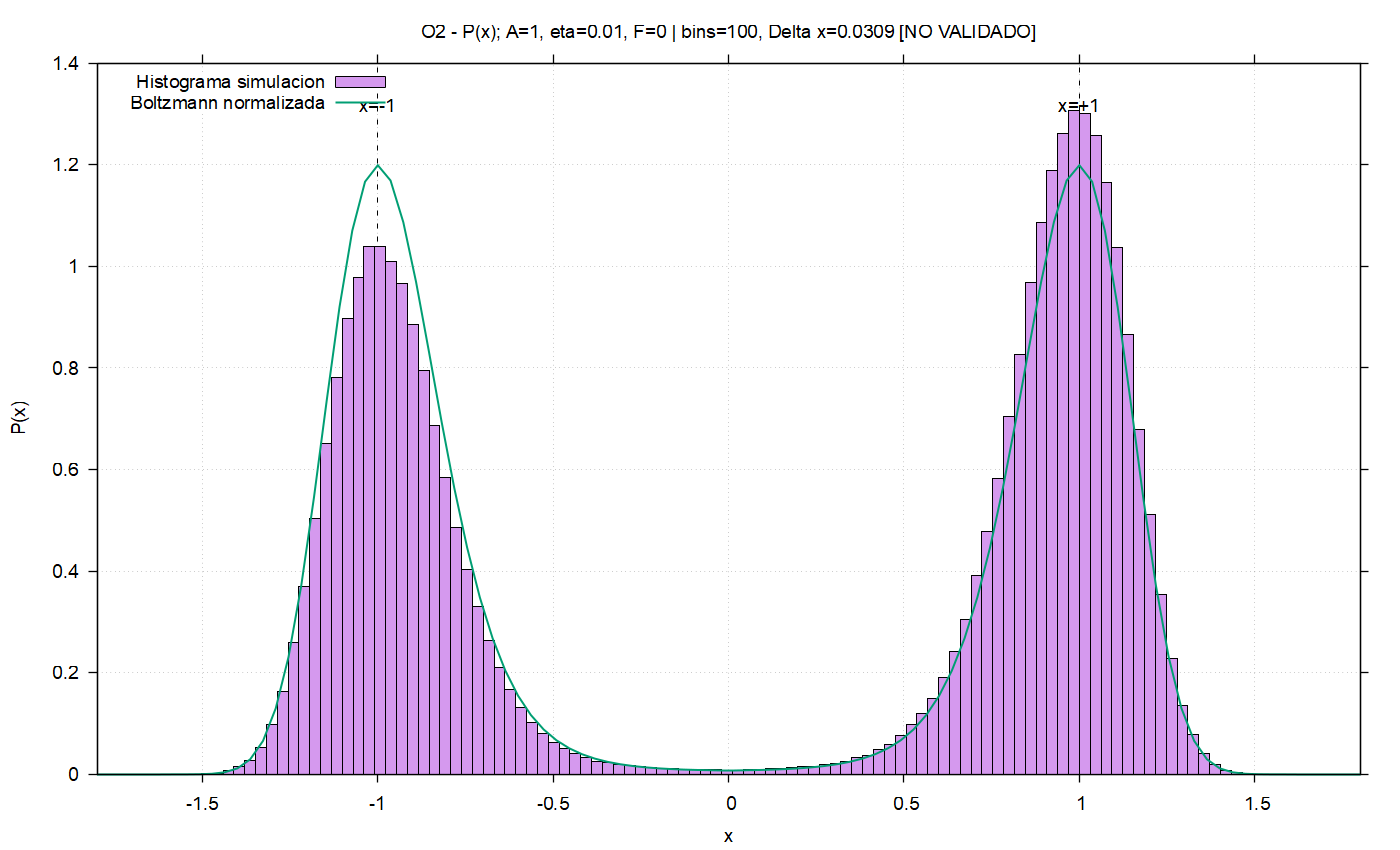 O2 - P(x); A=1, eta=0.01, F=0 | bins=100, Delta x=0.0309 [NO VALIDADO]
1.4
Histograma simulacion
Boltzmann normalizada
x=-1
x=+1
1.2
1
0.8
0.6
0.4
0.2
0
P(x)
-1.5
-1
-0.5
0
0.5
1
1.5
x